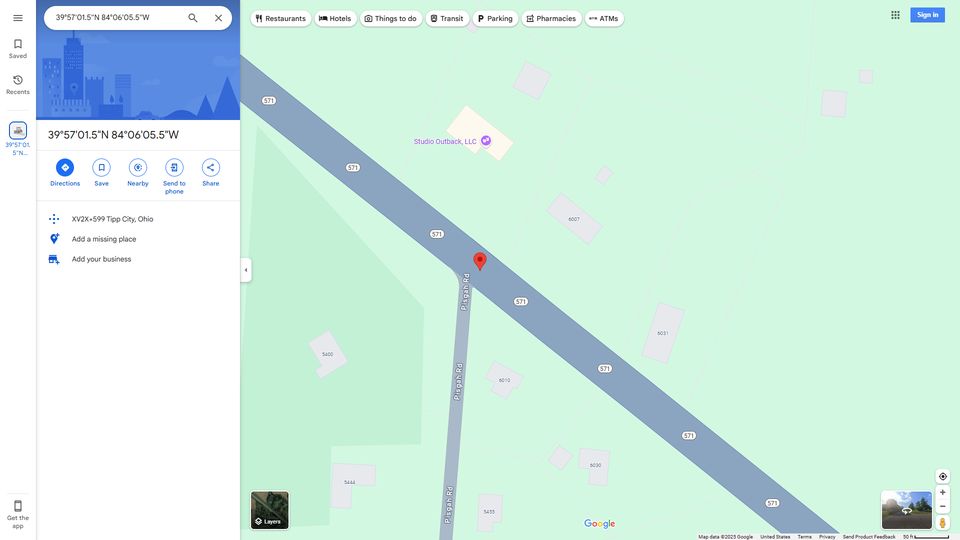 39°57'01.5"N 84°06'05.5"W
Restaurants
Hotels
Things to do
Transit
Parking
Pharmacies
ATMs
Sign in
Saved
Recents
39°57'01.
5"N...
39°57'01.5"N 84°06'05.5"W
Directions
Save
Nearby
Send to
phone
Share
XV2X+599 Tipp City, Ohio
Add a missing place
Add your business
Get the
app
571
571
Studio Outback, LLC
6007
571
Pisgah Rd
571
6031
5400
Pisgah Rd
6010
571
571
6030
5444
Pisgah Rd
5455
571
Layers
Google
Map data ©2025 Google
United States
Terms
Privacy
Send Product Feedback
50 ft